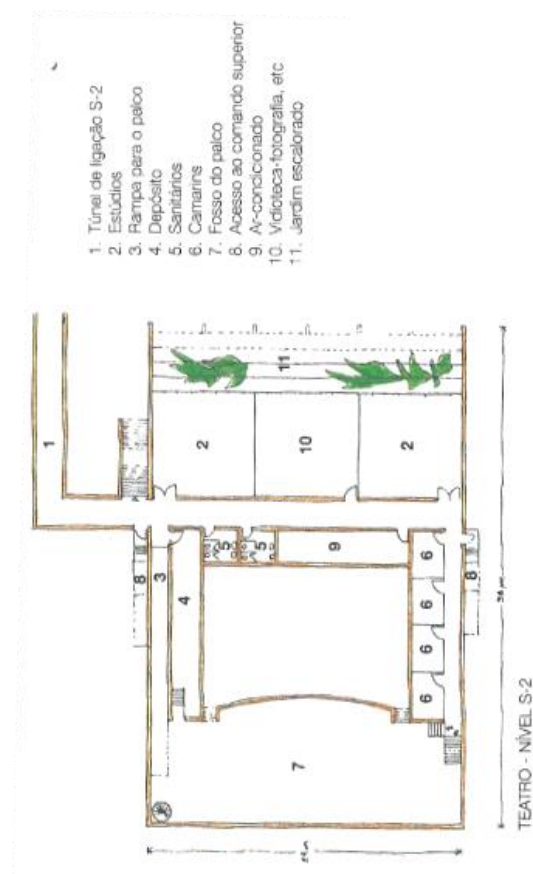 1. Túnel de ligação S-2
2. Estúdios
3. Rampa para o palco
4. Depósito
5. Sanitários
6. Camarins
7. Fosso do palco
8. Acesso ao comando superior
9. Ar-condicionado
10. Vidioteca-fotografia, etc
11. Jardim escalorado
1
2
10
2
11
8
3
4
5
5
9
6
6
6
6
8
7
TEATRO - NÍVEL S-2